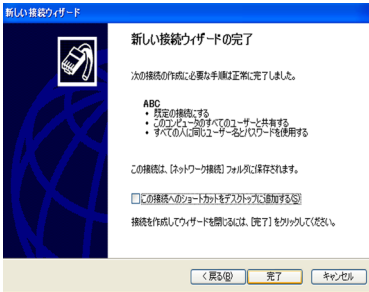 新しい接続ウィザード
新しい接続ウィザードの完了
次の接続の作成に必要な手順は正常に完了しました。
ABC
• 既定の接続にする
• このコンピュータのすべてのユーザーと共有する
• すべての人に同じユーザー名とパスワードを使用する
この接続は、[ネットワーク接続] フォルダに保存されます。
この接続へのショートカットをデスクトップに追加する(S)
接続を作成してウィザードを閉じるには、[完了] をクリックしてください。
< 戻る(B)
完了
キャンセル